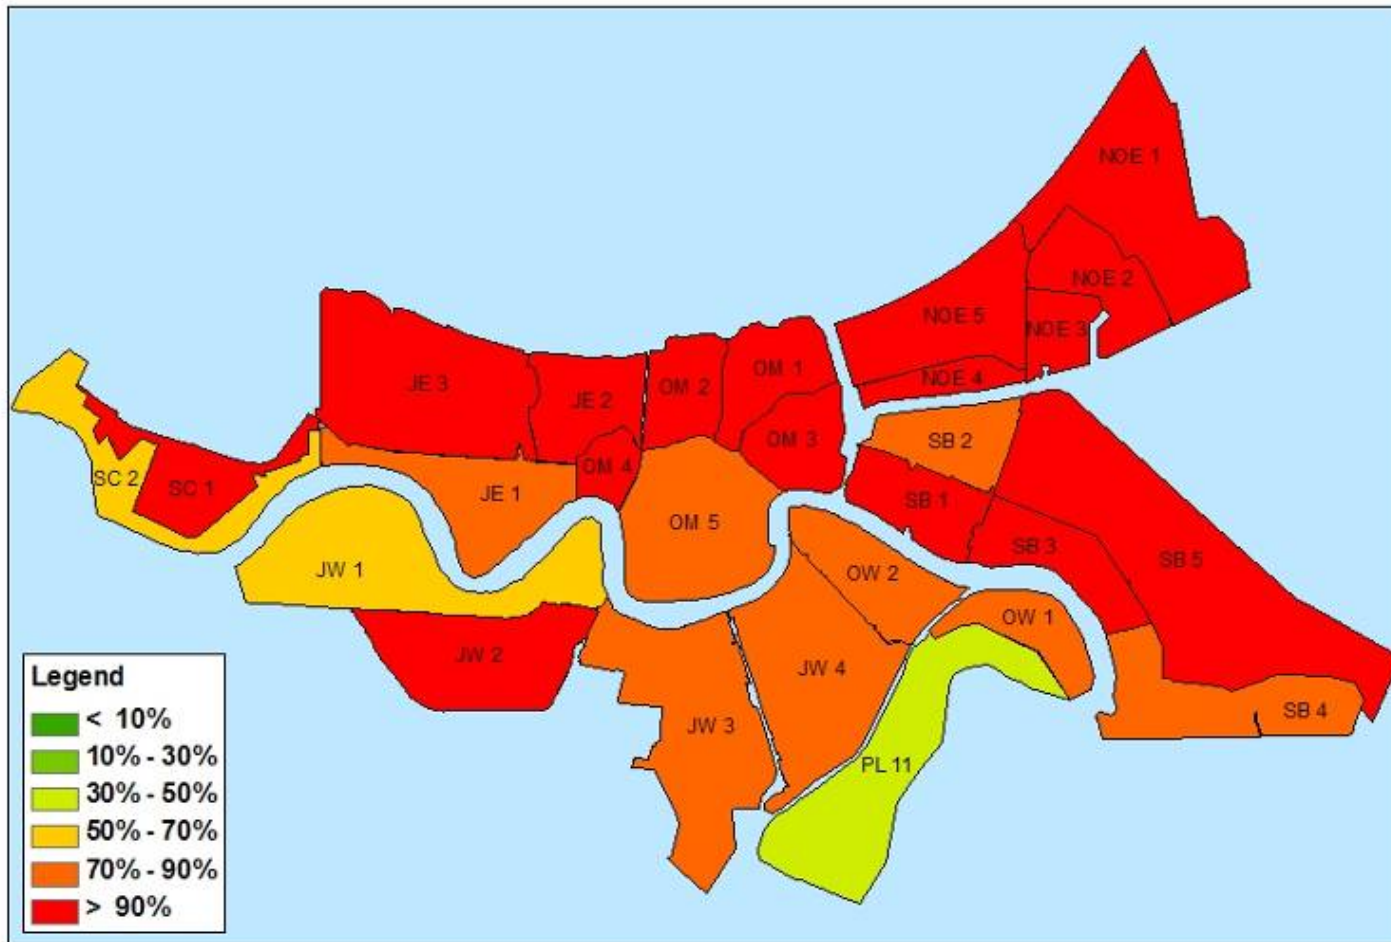 NOE 1
NOE 2
NOE 5
NOE 3
NOE 4
OM 1
JE 3
OM 2
JE 2
OM 3
SB 2
OM 4
SC 2
SC 1
JE 1
SB 1
OM 5
SB 3
SB 5
JW 1
OW 2
OW 1
JW 2
JW 4
SB 4
JW 3
PL 11
Legend
< 10%
10% - 30%
30% - 50%
50% - 70%
70% - 90%
> 90%